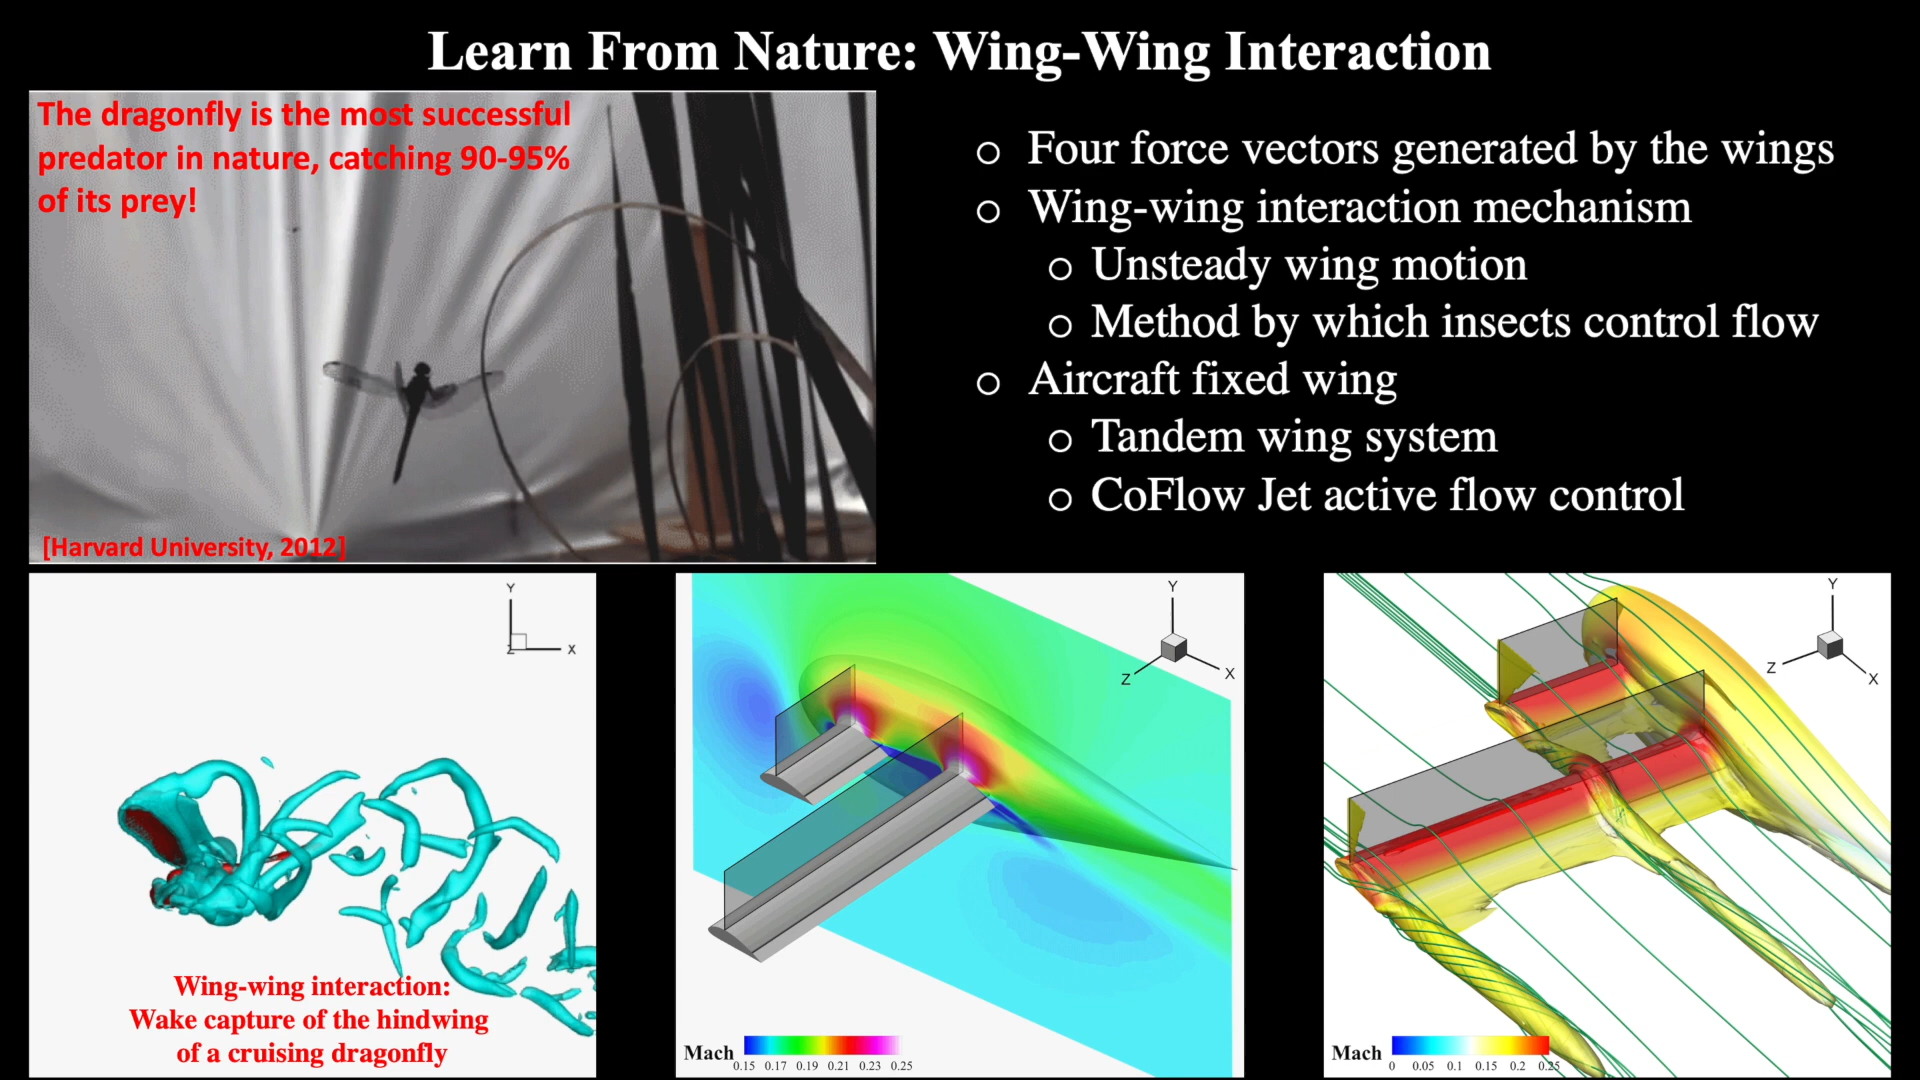 Learn From Nature: Wing-Wing Interaction
The dragonfly is the most successful
predator in nature, catching 90-95%
of its prey!
[Harvard University, 2012]
o Four force vectors generated by the wings
o Wing-wing interaction mechanism
o Unsteady wing motion
o Method by which insects control flow
o Aircraft fixed wing
o Tandem wing system
o CoFlow Jet active flow control
Y
Z X
Wing-wing interaction:
Wake capture of the hindwing
of a cruising dragonfly
Y
Z X
Mach
0.15 0.17 0.19 0.21 0.23 0.25
Y
Z X
Mach
0 0.05 0.1 0.15 0.2 0.25